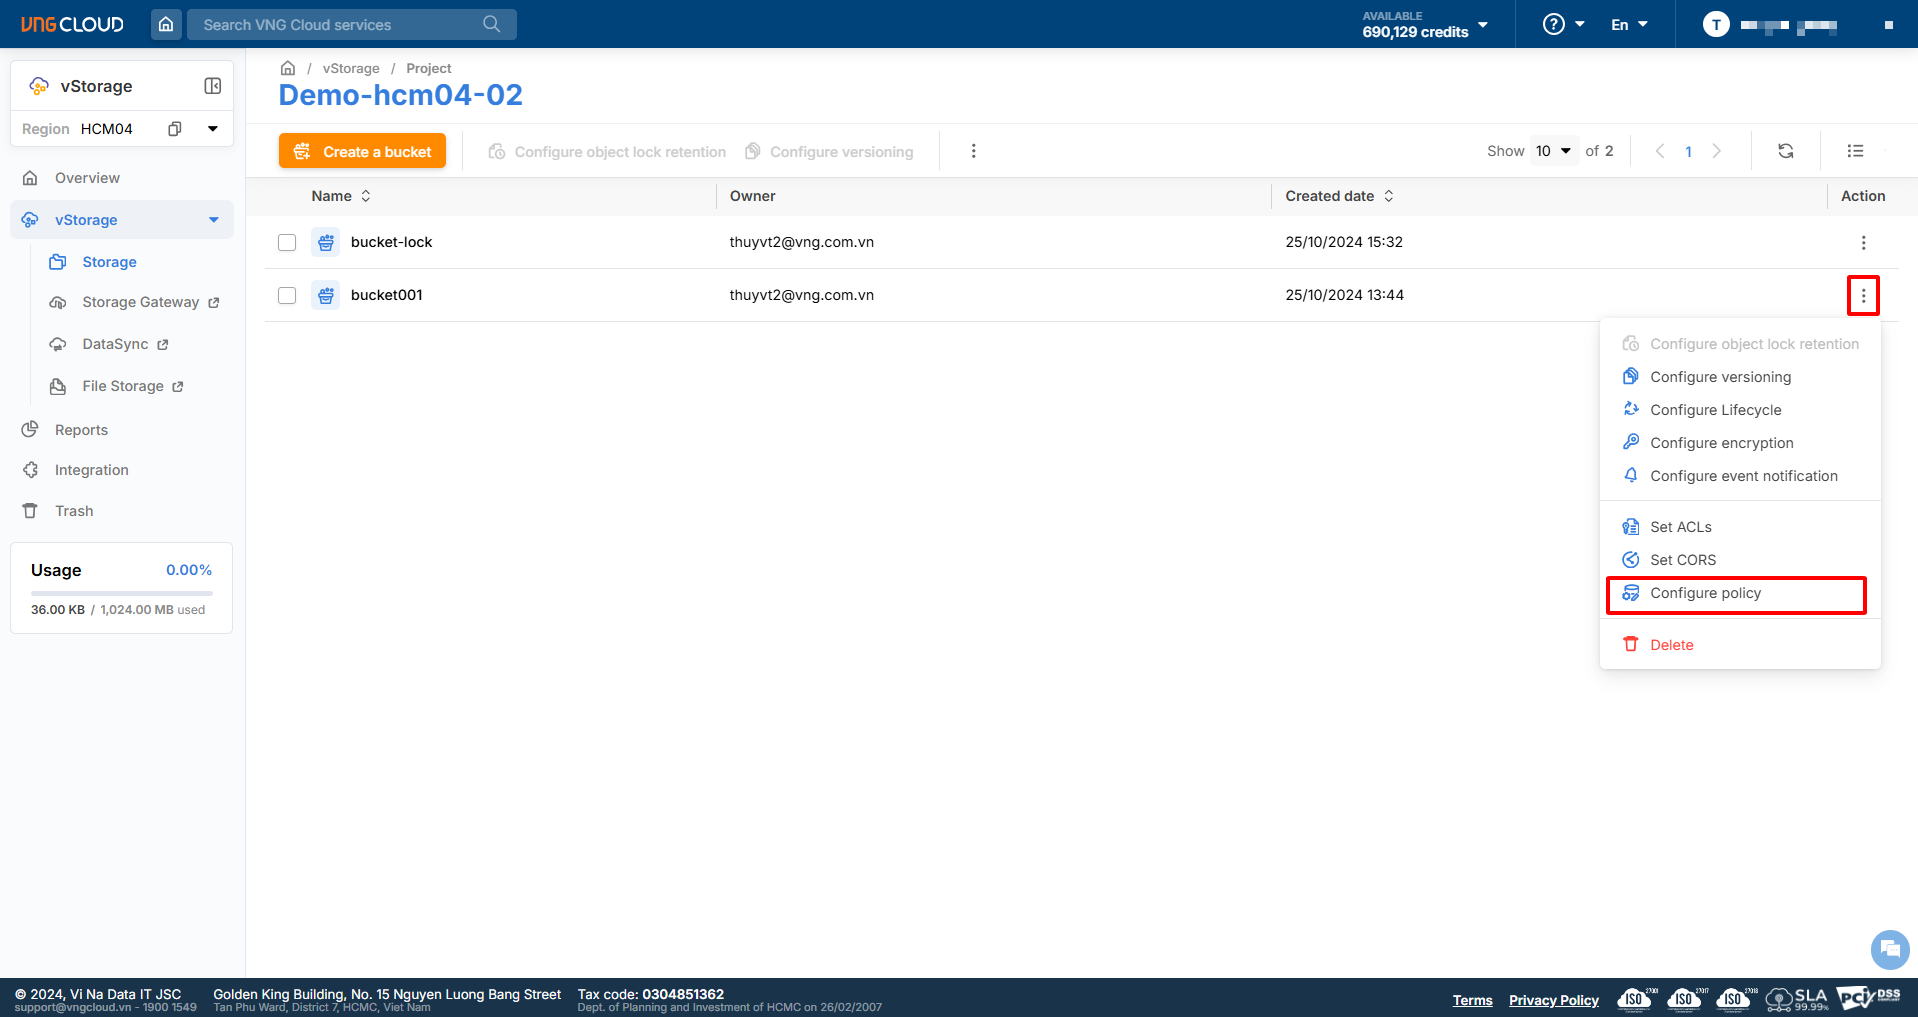 VNG CLOUD
Search VNG Cloud services
AVAILABLE
690,129 credits
?
En
T
vStorage
Region HCM04
Overview
vStorage
Storage
Storage Gateway
DataSync
File Storage
Reports
Integration
Trash
Usage 0.00%
36.00 KB / 1,024.00 MB used
/ vStorage / Project
Demo-hcm04-02
Create a bucket
Configure object lock retention
Configure versioning
Show 10 of 2
1
Name Owner Created date Action
bucket-lock thuyvt2@vng.com.vn 25/10/2024 15:32
bucket001 thuyvt2@vng.com.vn 25/10/2024 13:44
Configure object lock retention
Configure versioning
Configure Lifecycle
Configure encryption
Configure event notification
Set ACLs
Set CORS
Configure policy
Delete
© 2024, Vi Na Data IT JSC
support@vngcloud.vn - 1900 1549
Golden King Building, No. 15 Nguyen Luong Bang Street
Tan Phu Ward, District 7, HCMC, Viet Nam
Tax code: 0304851362
Dept. of Planning and Investment of HCMC on 26/02/2007
Terms
Privacy Policy
ISO 27001
ISO 27017
ISO 27018
SLA
99.99%
PCI DSS